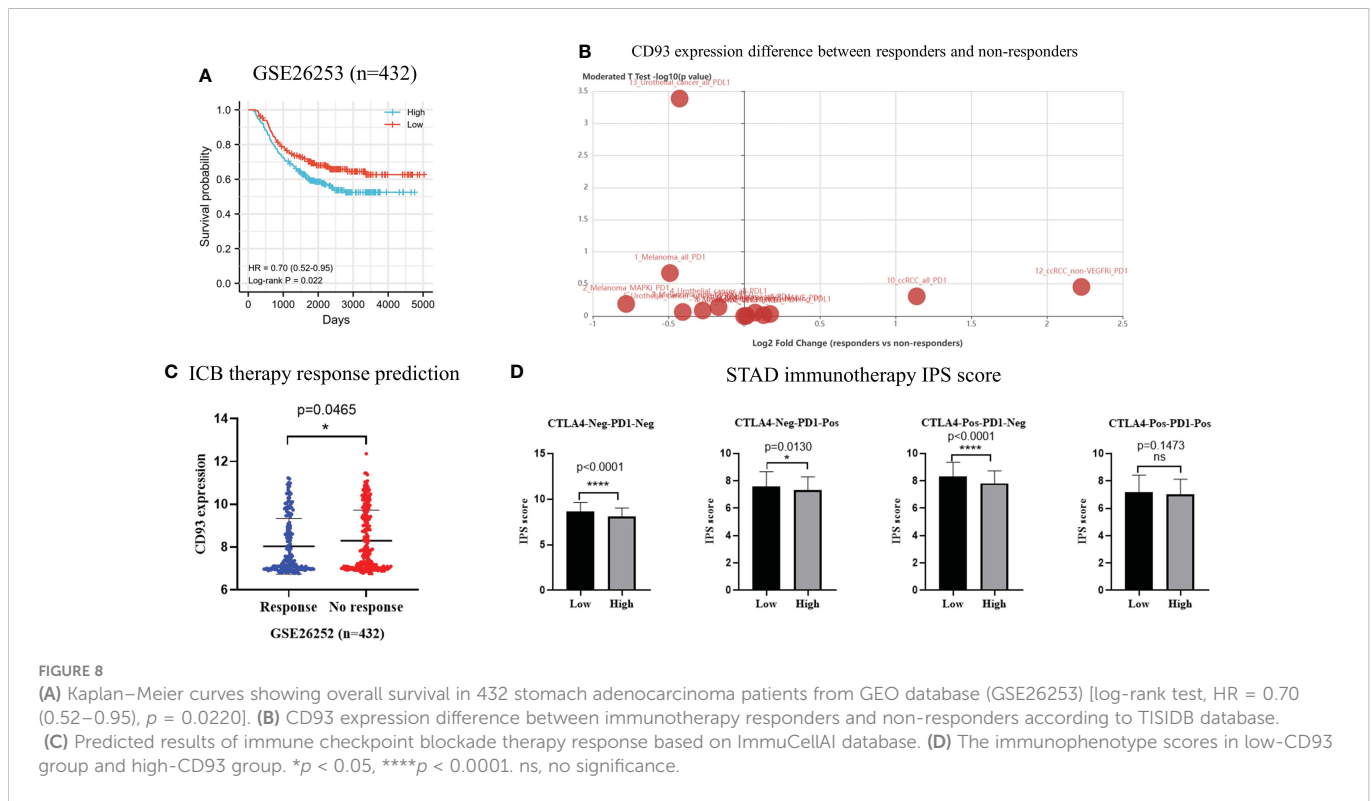 A
GSE26253 (n=432)
High
Low
1.0
0.8
0.6
0.4
0.2
0.0
Survival probability
HR = 0.70 (0.52-0.95)
Log-rank P = 0.022
0 1000 2000 3000 4000 5000
Days
B
CD93 expression difference between responders and non-responders
Moderated T Test -log10(p value)
13_Urothelial_cancer_all_PDL1
3.5
3
2.5
2
1.5
1
0.5
0
1_Melanoma_all_PD1
2_Melanoma_MAPKi_PD1
4_Urothelial_cancer_all_PDL1
10_ccRCC_all_PD1
12_ccRCC_non-VEGFRi_PD1
-1 -0.5 0 0.5 1 1.5 2 2.5
Log2 Fold Change (responders vs non-responders)
C ICB therapy response prediction
p=0.0465
*
14
12
10
8
6
CD93 expression
Response No response
GSE26252 (n=432)
D
STAD immunotherapy IPS score
CTLA4-Neg-PD1-Neg
p<0.0001
****
15
10
5
0
IPS score
Low High
CTLA4-Neg-PD1-Pos
p=0.0130
*
10
8
6
4
2
0
IPS score
Low High
CTLA4-Pos-PD1-Neg
p<0.0001
****
10
8
6
4
2
0
IPS score
Low High
CTLA4-Pos-PD1-Pos
p=0.1473
ns
10
8
6
4
2
0
IPS score
Low High
FIGURE 8
(A) Kaplan–Meier curves showing overall survival in 432 stomach adenocarcinoma patients from GEO database (GSE26253) [log-rank test, HR = 0.70
(0.52–0.95), p = 0.0220]. (B) CD93 expression difference between immunotherapy responders and non-responders according to TISIDB database.
(C) Predicted results of immune checkpoint blockade therapy response based on ImmuCellAI database. (D) The immunophenotype scores in low-CD93
group and high-CD93 group. *p < 0.05, ****p < 0.0001. ns, no significance.